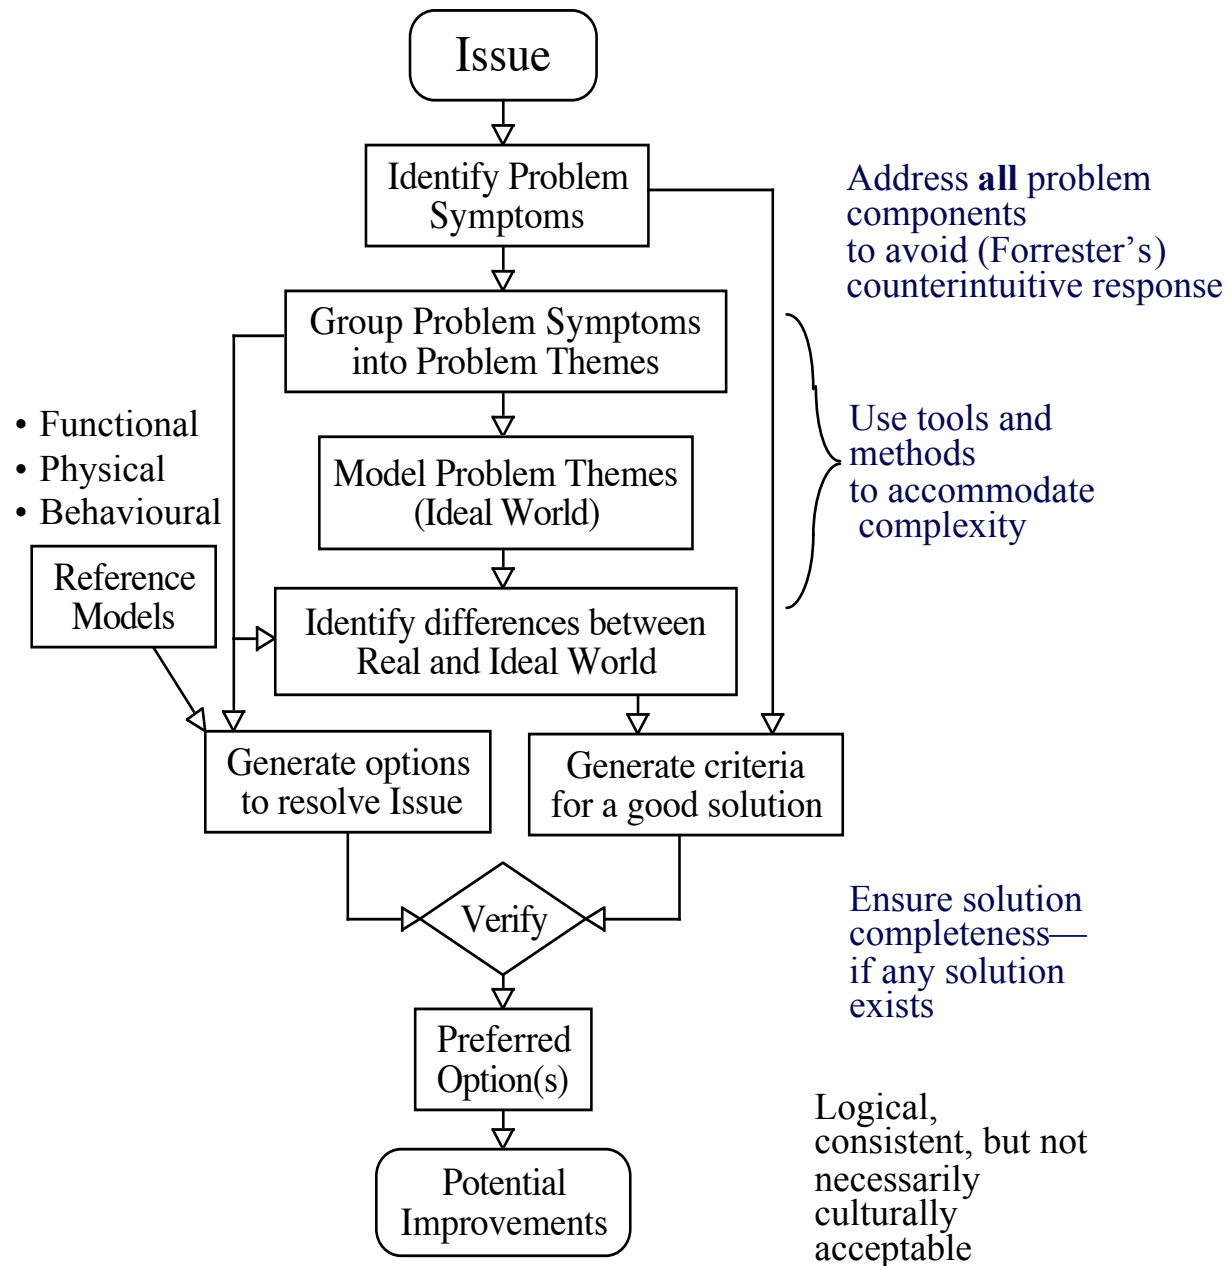 Issue
Identify Problem
Symptoms
Address all problem
components
to avoid (Forrester’s)
counterintuitive response
Group Problem Symptoms
into Problem Themes
• Functional
• Physical
• Behavioural
Use tools and
methods
to accommodate
complexity
Model Problem Themes
(Ideal World)
Reference
Models
Identify differences between
Real and Ideal World
Generate options
to resolve Issue
Generate criteria
for a good solution
Verify
Ensure solution
completeness—
if any solution
exists
Preferred
Option(s)
Logical,
consistent, but not
necessarily
culturally
acceptable
Potential
Improvements